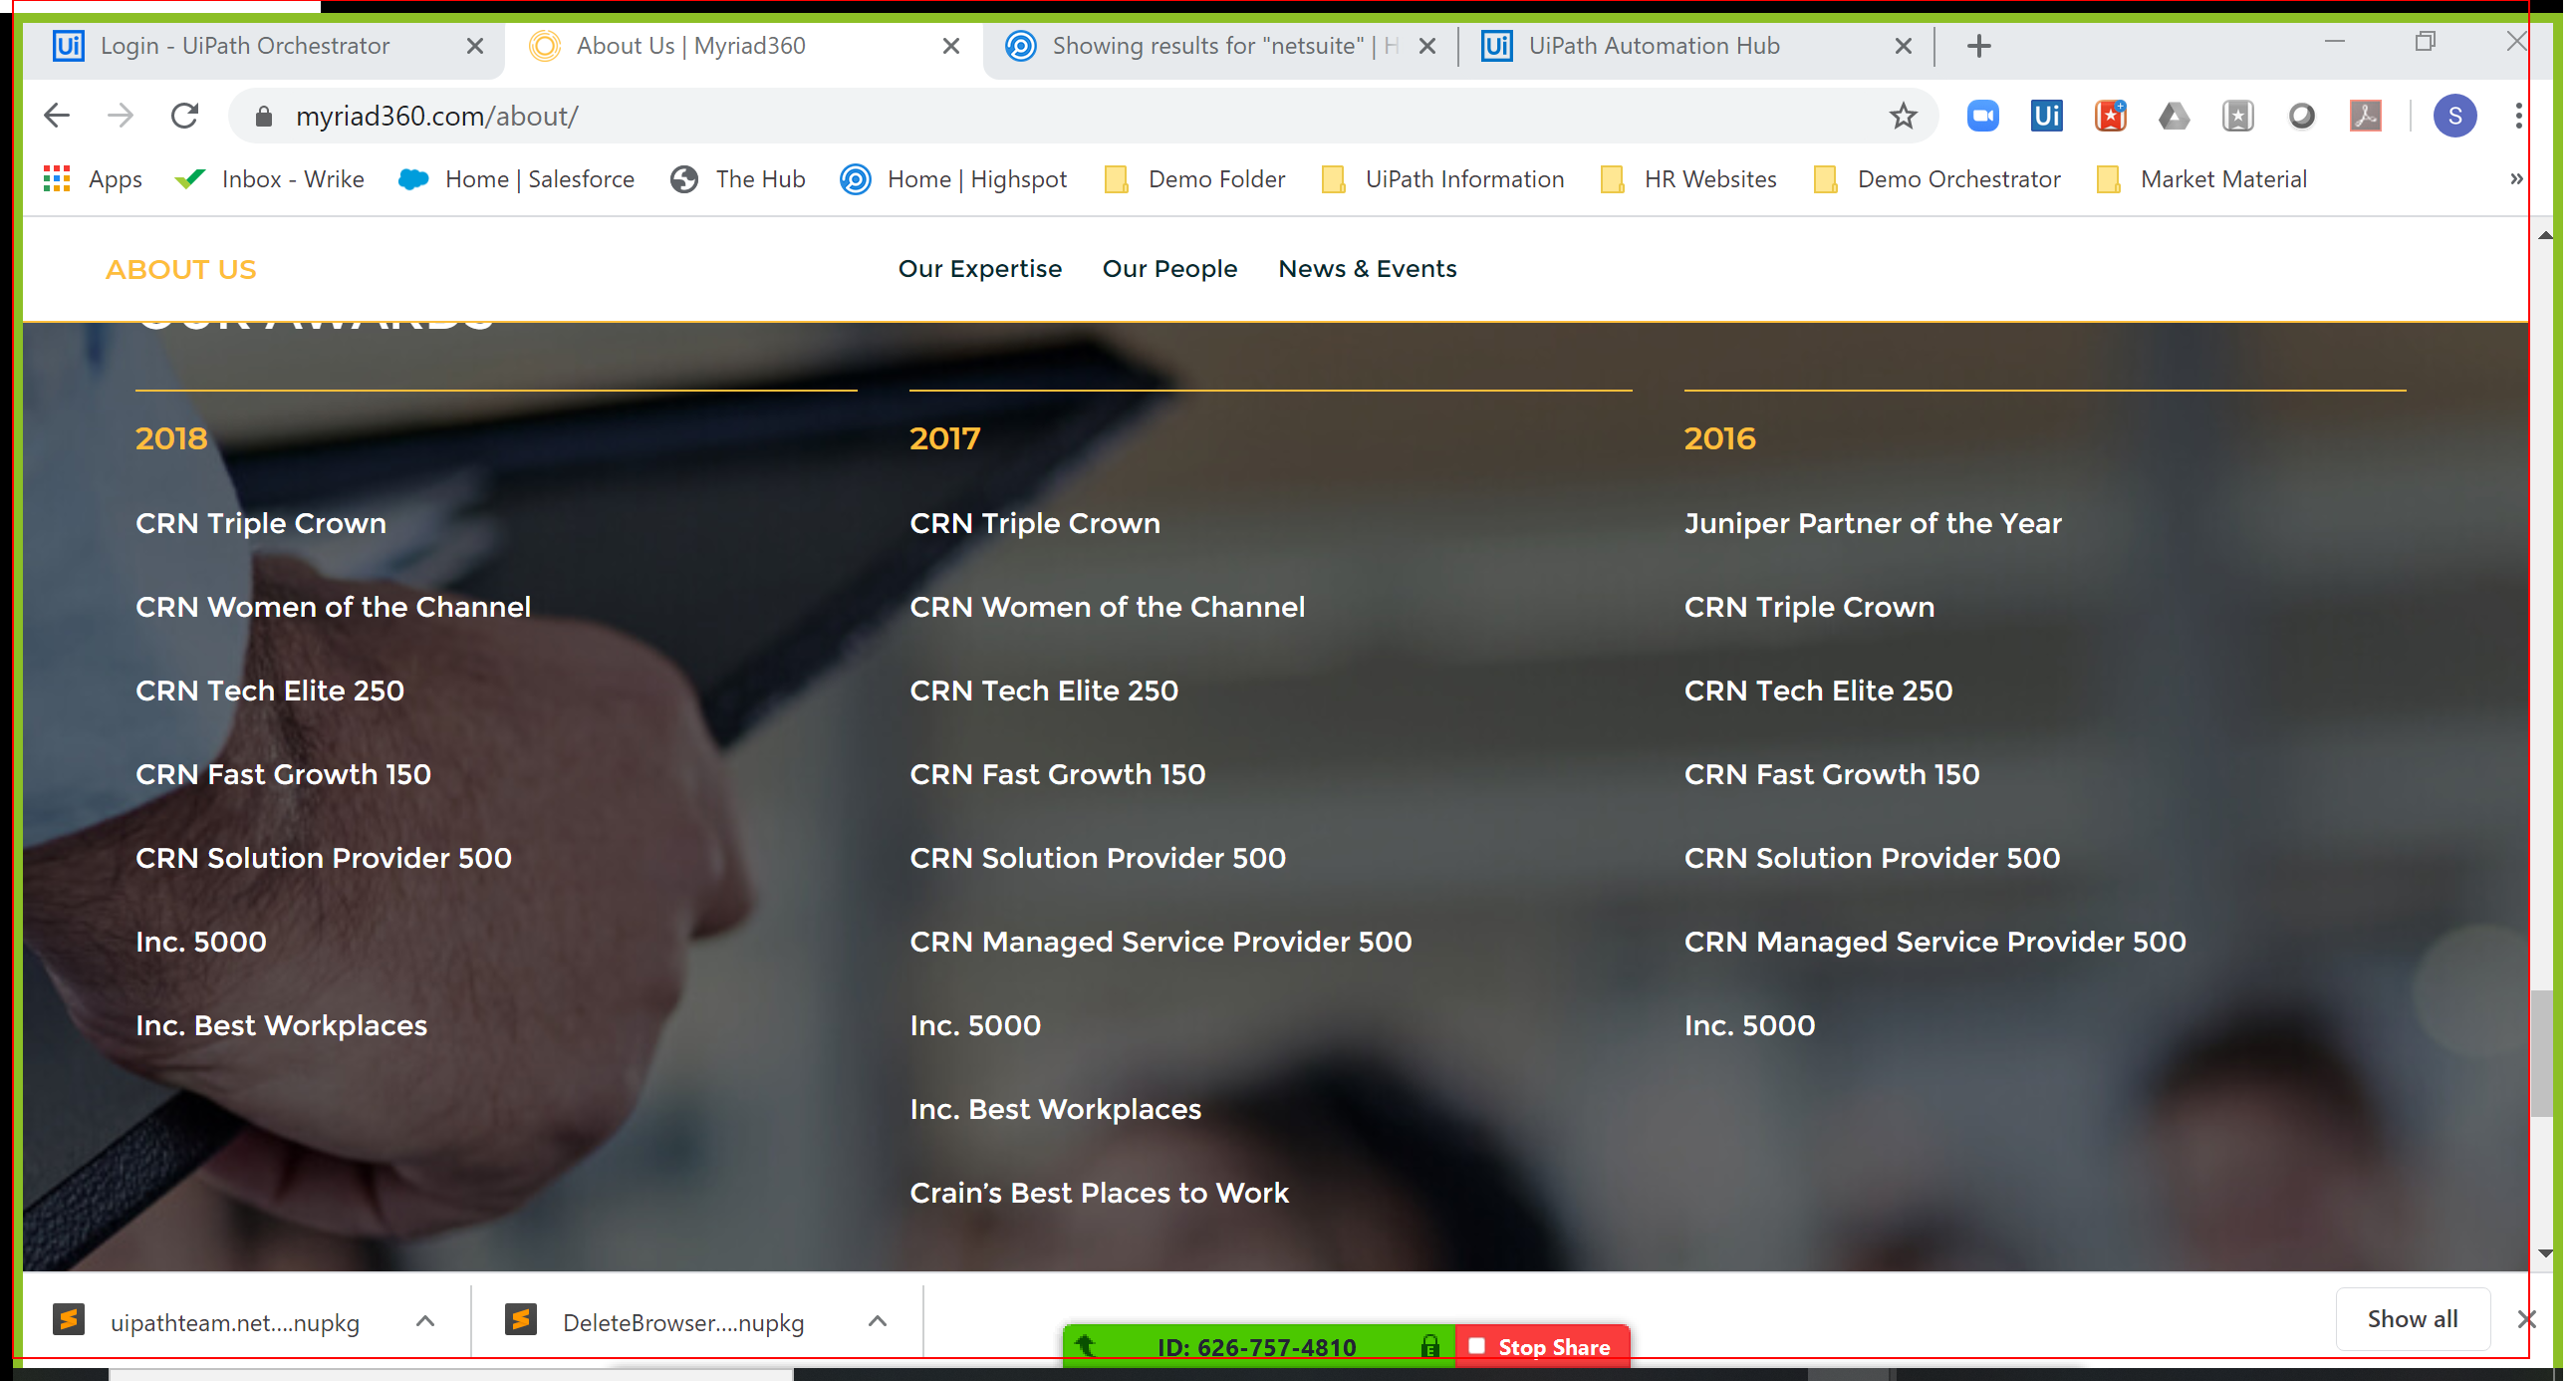 Login - UiPath Orchestrator
About Us | Myriad360
Showing results for "netsuite" | H
UiPath Automation Hub
myriad360.com/about/
Ui
S
Apps
Inbox - Wrike
Home | Salesforce
The Hub
Home | Highspot
Demo Folder
UiPath Information
HR Websites
Demo Orchestrator
Market Material
»
ABOUT US
Our Expertise
Our People
News & Events
OUR AWARDS
2018
CRN Triple Crown
CRN Women of the Channel
CRN Tech Elite 250
CRN Fast Growth 150
CRN Solution Provider 500
Inc. 5000
Inc. Best Workplaces
2017
CRN Triple Crown
CRN Women of the Channel
CRN Tech Elite 250
CRN Fast Growth 150
CRN Solution Provider 500
CRN Managed Service Provider 500
Inc. 5000
Inc. Best Workplaces
Crain's Best Places to Work
2016
Juniper Partner of the Year
CRN Triple Crown
CRN Tech Elite 250
CRN Fast Growth 150
CRN Solution Provider 500
CRN Managed Service Provider 500
Inc. 5000
uipathteam.net....nupkg
DeleteBrowser....nupkg
Show all
ID: 626-757-4810
Stop Share